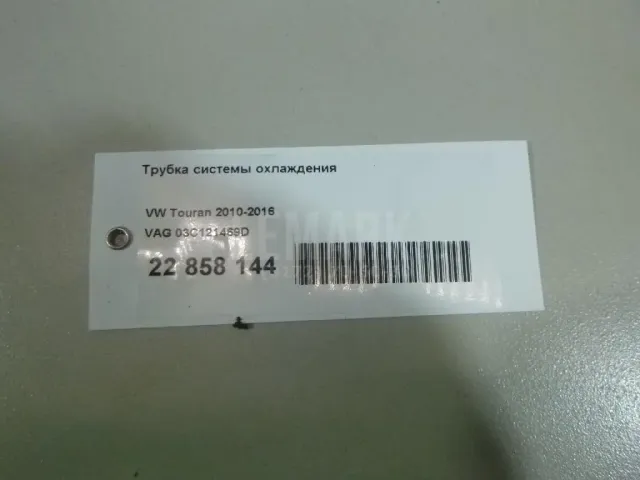 Трубка системы охлаждения
VW Touran 2010-2016
VAG 03C121459D
22 858 144